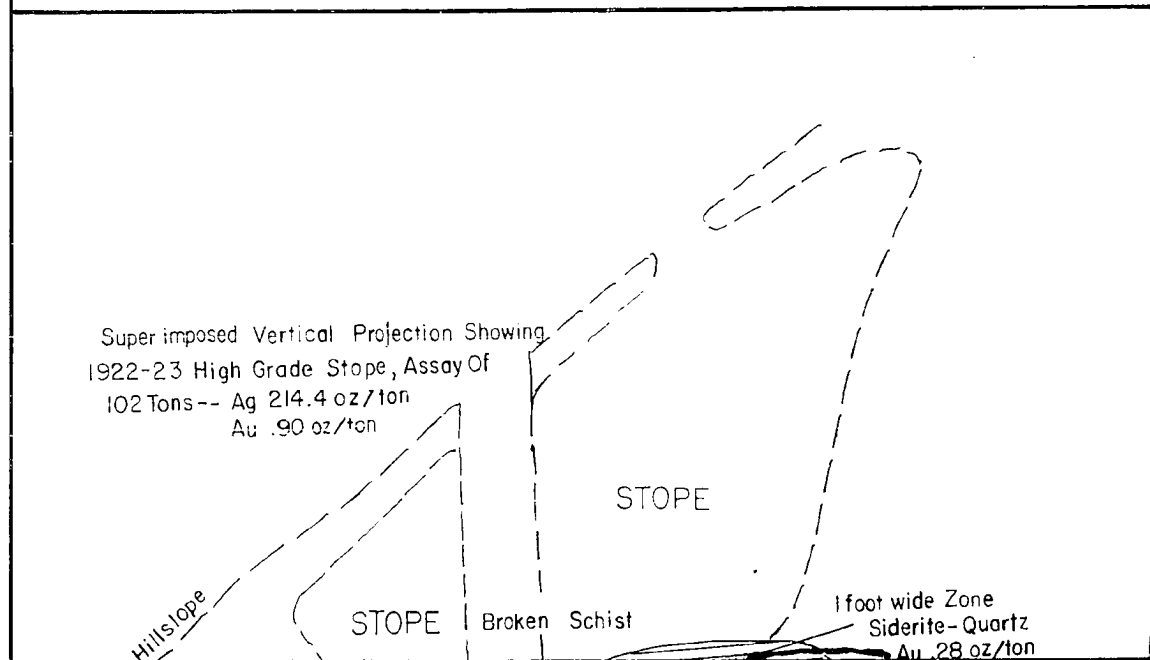 Super imposed Vertical Projection Showing
1922-23 High Grade Stope, Assay Of
102 Tons-- Ag 214.4 oz/ton
Au .90 oz/ton
STOPE
Hillslope
STOPE
Broken Schist
1 foot wide Zone
Siderite-Quartz
Au .28 oz/ton